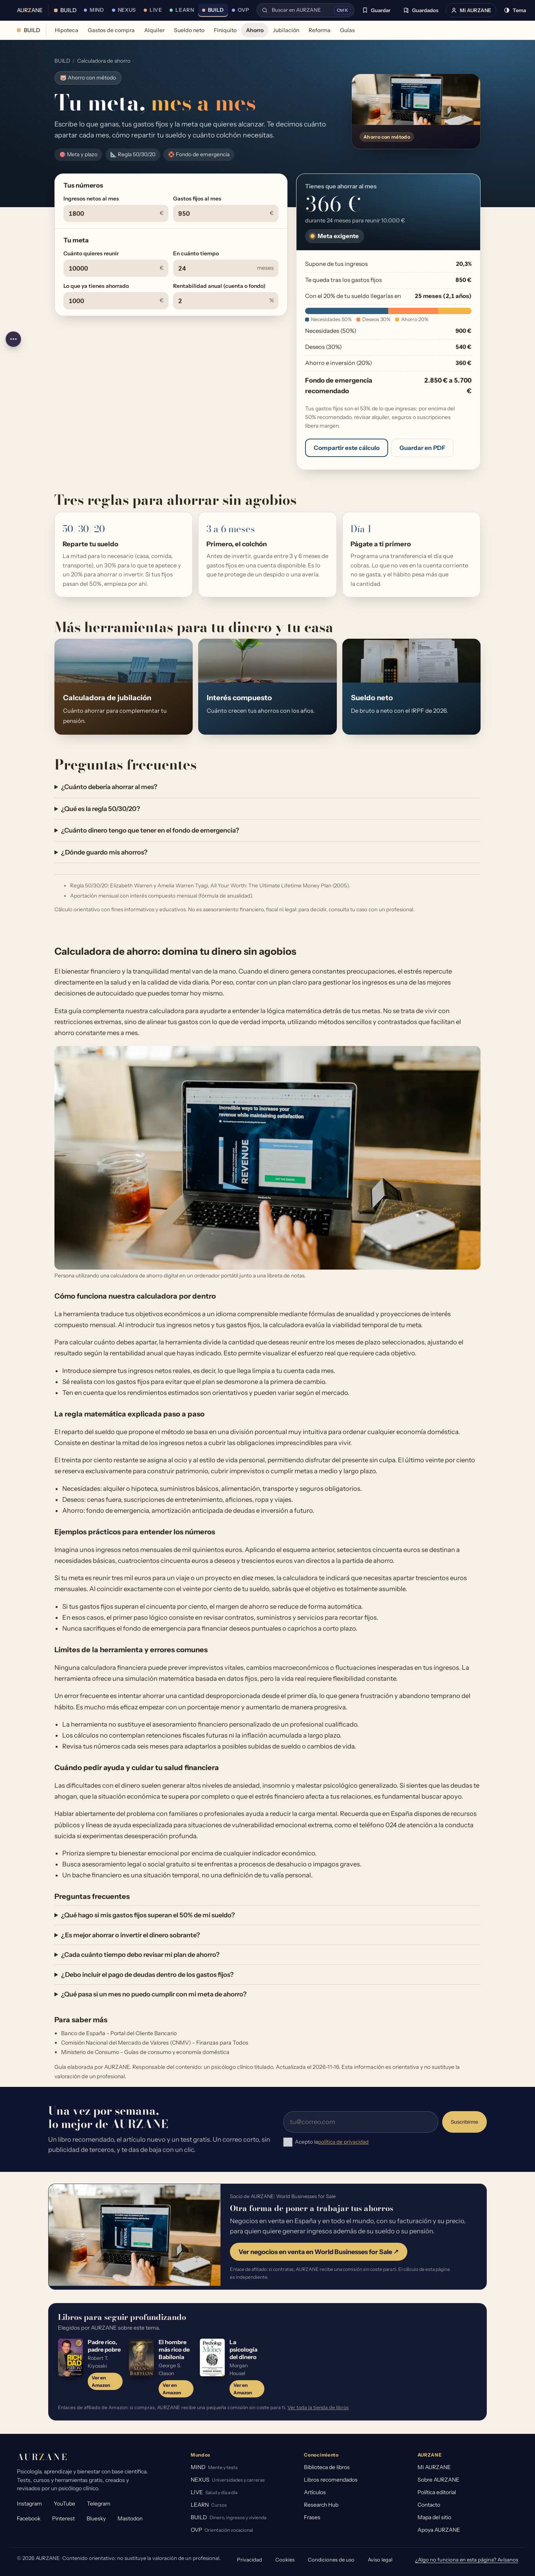 AURZANE BUILD MIND NEXUS LIVE LEARN BUILD OVP Buscar en AURZANE Ctrl K Guardar Guardados Mi AURZANE Tema
BUILD Hipoteca Gastos de compra Alquiler Sueldo neto Finiquito Ahorro Jubilación Reforma Guías
BUILD / Calculadora de ahorro
Ahorro con método
Tu meta, mes a mes
Escribe lo que ganas, tus gastos fijos y la meta que quieres alcanzar. Te decimos cuánto
apartar cada mes, cómo repartir tu sueldo y cuánto colchón necesitas.
Meta y plazo Regla 50/30/20 Fondo de emergencia
Ahorro con método
Tus números
Ingresos netos al mes Gastos fijos al mes
1800 € 950 €
Tu meta
Cuánto quieres reunir En cuánto tiempo
10000 € 24 meses
Lo que ya tienes ahorrado Rentabilidad anual (cuenta o fondo)
1000 € 2 %
Tienes que ahorrar al mes
366 €
durante 24 meses para reunir 10.000 €
Meta exigente
Supone de tus ingresos 20,3%
Te queda tras los gastos fijos 850 €
Con el 20% de tu sueldo llegarías en 25 meses (2,1 años)
Necesidades 50% Deseos 30% Ahorro 20%
Necesidades (50%) 900 €
Deseos (30%) 540 €
Ahorro e inversión (20%) 360 €
Fondo de emergencia 2.850 € a 5.700
recomendado €
Tus gastos fijos son el 53% de lo que ingresas: por encima del
50% recomendado, revisar alquiler, seguros o suscripciones
libera margen.
Compartir este cálculo Guardar en PDF
Tres reglas para ahorrar sin agobios
50/30/20
Reparte tu sueldo
La mitad para lo necesario (casa, comida,
transporte), un 30% para lo que te apetece y
un 20% para ahorrar o invertir. Si tus fijos
pasan del 50%, empieza por ahí.
3 a 6 meses
Primero, el colchón
Antes de invertir, guarda entre 3 y 6 meses de
gastos fijos en una cuenta disponible. Es lo
que te protege de un despido o una avería.
Día 1
Págate a ti primero
Programa una transferencia el día que
cobras. Lo que no ves en la cuenta corriente
no se gasta, y el hábito pesa más que
la cantidad.
Más herramientas para tu dinero y tu casa
Calculadora de jubilación
Cuánto ahorrar para complementar tu
pensión.
Interés compuesto
Cuánto crecen tus ahorros con los años.
Sueldo neto
De bruto a neto con el IRPF de 2026.
Preguntas frecuentes
¿Cuánto debería ahorrar al mes?
¿Qué es la regla 50/30/20?
¿Cuánto dinero tengo que tener en el fondo de emergencia?
¿Dónde guardo mis ahorros?
Regla 50/30/20: Elizabeth Warren y Amelia Warren Tyagi, All Your Worth: The Ultimate Lifetime Money Plan (2005).
Aportación mensual con interés compuesto mensual (fórmula de anualidad).
Cálculo orientativo con fines informativos y educativos. No es asesoramiento financiero, fiscal ni legal: para decidir, consulta tu caso con un profesional.
Calculadora de ahorro: domina tu dinero sin agobios
El bienestar financiero y la tranquilidad mental van de la mano. Cuando el dinero genera constantes preocupaciones, el estrés repercute
directamente en la salud y en la calidad de vida diaria. Por eso, contar con un plan claro para gestionar los ingresos es una de las mejores
decisiones de autocuidado que puedes tomar hoy mismo.
Esta guía complementa nuestra calculadora para ayudarte a entender la lógica matemática detrás de tus metas. No se trata de vivir con
restricciones extremas, sino de alinear tus gastos con lo que de verdad importa, utilizando métodos sencillos y contrastados que facilitan el
ahorro constante mes a mes.
Persona utilizando una calculadora de ahorro digital en un ordenador portátil junto a una libreta de notas.
Cómo funciona nuestra calculadora por dentro
La herramienta traduce tus objetivos económicos a un idioma comprensible mediante fórmulas de anualidad y proyecciones de interés
compuesto mensual. Al introducir tus ingresos netos y tus gastos fijos, la calculadora evalúa la viabilidad temporal de tu meta.
Para calcular cuánto debes apartar, la herramienta divide la cantidad que deseas reunir entre los meses de plazo seleccionados, ajustando el
resultado según la rentabilidad anual que hayas indicado. Esto permite visualizar el esfuerzo real que requiere cada objetivo.
Introduce siempre tus ingresos netos reales, es decir, lo que llega limpio a tu cuenta cada mes.
Sé realista con los gastos fijos para evitar que el plan se desmorone a la primera de cambio.
Ten en cuenta que los rendimientos estimados son orientativos y pueden variar según el mercado.
La regla matemática explicada paso a paso
El reparto del sueldo que propone el método se basa en una división porcentual muy intuitiva para ordenar cualquier economía doméstica.
Consiste en destinar la mitad de los ingresos netos a cubrir las obligaciones imprescindibles para vivir.
El treinta por ciento restante se asigna al ocio y al estilo de vida personal, permitiendo disfrutar del presente sin culpa. El último veinte por ciento
se reserva exclusivamente para construir patrimonio, cubrir imprevistos o cumplir metas a medio y largo plazo.
Necesidades: alquiler o hipoteca, suministros básicos, alimentación, transporte y seguros obligatorios.
Deseos: cenas fuera, suscripciones de entretenimiento, aficiones, ropa y viajes.
Ahorro: fondo de emergencia, amortización anticipada de deudas e inversión a futuro.
Ejemplos prácticos para entender los números
Imagina unos ingresos netos mensuales de mil quinientos euros. Aplicando el esquema anterior, setecientos cincuenta euros se destinan a
necesidades básicas, cuatrocientos cincuenta euros a deseos y trescientos euros van directos a la partida de ahorro.
Si tu meta es reunir tres mil euros para un proyecto en diez meses, la calculadora te indicará que necesitas apartar trescientos euros
mensuales. Al coincidir exactamente con el veinte por ciento de tu sueldo, sabrás que el objetivo es totalmente asumible.
Si tus gastos fijos superan el cincuenta por ciento, el margen de ahorro se reduce de forma automática.
En esos casos, el primer paso lógico consiste en revisar contratos, suministros y servicios para recortar fijos.
Nunca sacrifiques el fondo de emergencia para financiar deseos puntuales o caprichos a corto plazo.
Límites de la herramienta y errores comunes
Ninguna calculadora financiera puede prever imprevistos vitales, cambios macroeconómicos o fluctuaciones inesperadas en tus ingresos. La
herramienta ofrece una simulación matemática basada en datos fijos, pero la vida real requiere flexibilidad constante.
Un error frecuente es intentar ahorrar una cantidad desproporcionada desde el primer día, lo que genera frustración y abandono temprano del
hábito. Es mucho más eficaz empezar con un porcentaje menor y aumentarlo de manera progresiva.
La herramienta no sustituye el asesoramiento financiero personalizado de un profesional cualificado.
Los cálculos no contemplan retenciones fiscales futuras ni la inflación acumulada a largo plazo.
Revisa tus números cada seis meses para adaptarlos a posibles subidas de sueldo o cambios de vida.
Cuándo pedir ayuda y cuidar tu salud financiera
Las dificultades con el dinero suelen generar altos niveles de ansiedad, insomnio y malestar psicológico generalizado. Si sientes que las deudas te
ahogan, que la situación económica te supera por completo o que el estrés financiero afecta a tus relaciones, es fundamental buscar apoyo.
Hablar abiertamente del problema con familiares o profesionales ayuda a reducir la carga mental. Recuerda que en España dispones de recursos
públicos y líneas de ayuda especializada para situaciones de vulnerabilidad emocional extrema, como el teléfono 024 de atención a la conducta
suicida si experimentas desesperación profunda.
Prioriza siempre tu bienestar emocional por encima de cualquier indicador económico.
Busca asesoramiento legal o social gratuito si te enfrentas a procesos de desahucio o impagos graves.
Un bache financiero es una situación temporal, no una definición de tu valía personal.
Preguntas frecuentes
¿Qué hago si mis gastos fijos superan el 50% de mi sueldo?
¿Es mejor ahorrar o invertir el dinero sobrante?
¿Cada cuánto tiempo debo revisar mi plan de ahorro?
¿Debo incluir el pago de deudas dentro de los gastos fijos?
¿Qué pasa si un mes no puedo cumplir con mi meta de ahorro?
Para saber más
Banco de España - Portal del Cliente Bancario
Comisión Nacional del Mercado de Valores (CNMV) - Finanzas para Todos
Ministerio de Consumo - Guías de consumo y economía doméstica
Guía elaborada por AURZANE. Responsable del contenido: un psicólogo clínico titulado. Actualizada el 2026-11-16. Esta información es orientativa y no sustituye la
valoración de un profesional.
Una vez por semana,
lo mejor de AURZANE
Un libro recomendado, el artículo nuevo y un test gratis. Un correo corto, sin
publicidad de terceros, y te das de baja con un clic.
tu@correo.com Suscribirme
Acepto la política de privacidad
Socio de AURZANE: World Businesses for Sale
Otra forma de poner a trabajar tus ahorros
Negocios en venta en España y en todo el mundo, con su facturación y su precio,
para quien quiere generar ingresos además de su sueldo o su pensión.
Ver negocios en venta en World Businesses for Sale ↗
Enlace de afiliado: si contratas, AURZANE recibe una comisión sin coste para ti. El cálculo de esta página
es independiente.
Libros para seguir profundizando
Elegidos por AURZANE sobre este tema.
Padre rico,
padre pobre
Robert T.
Kiyosaki
Ver en
Amazon
El hombre
más rico de
Babilonia
George S.
Clason
Ver en
Amazon
La
psicología
del dinero
Morgan
Housel
Ver en
Amazon
Enlaces de afiliado de Amazon: si compras, AURZANE recibe una pequeña comisión sin coste para ti. Ver toda la tienda de libros
AURZANE
Psicología, aprendizaje y bienestar con base científica.
Tests, cursos y herramientas gratis, creados y
revisados por un psicólogo clínico.
Instagram YouTube Telegram
Facebook Pinterest Bluesky Mastodon
Mundos
MIND Mente y tests
NEXUS Universidades y carreras
LIVE Salud y día a día
LEARN Cursos
BUILD Dinero, ingresos y vivienda
OVP Orientación vocacional
Conocimiento
Biblioteca de libros
Libros recomendados
Artículos
Research Hub
Frases
AURZANE
Mi AURZANE
Sobre AURZANE
Política editorial
Contacto
Mapa del sitio
Apoya AURZANE
© 2026 AURZANE · Contenido orientativo: no sustituye la valoración de un profesional. Privacidad Cookies Condiciones de uso Aviso legal ¿Algo no funciona en esta página? Avísanos